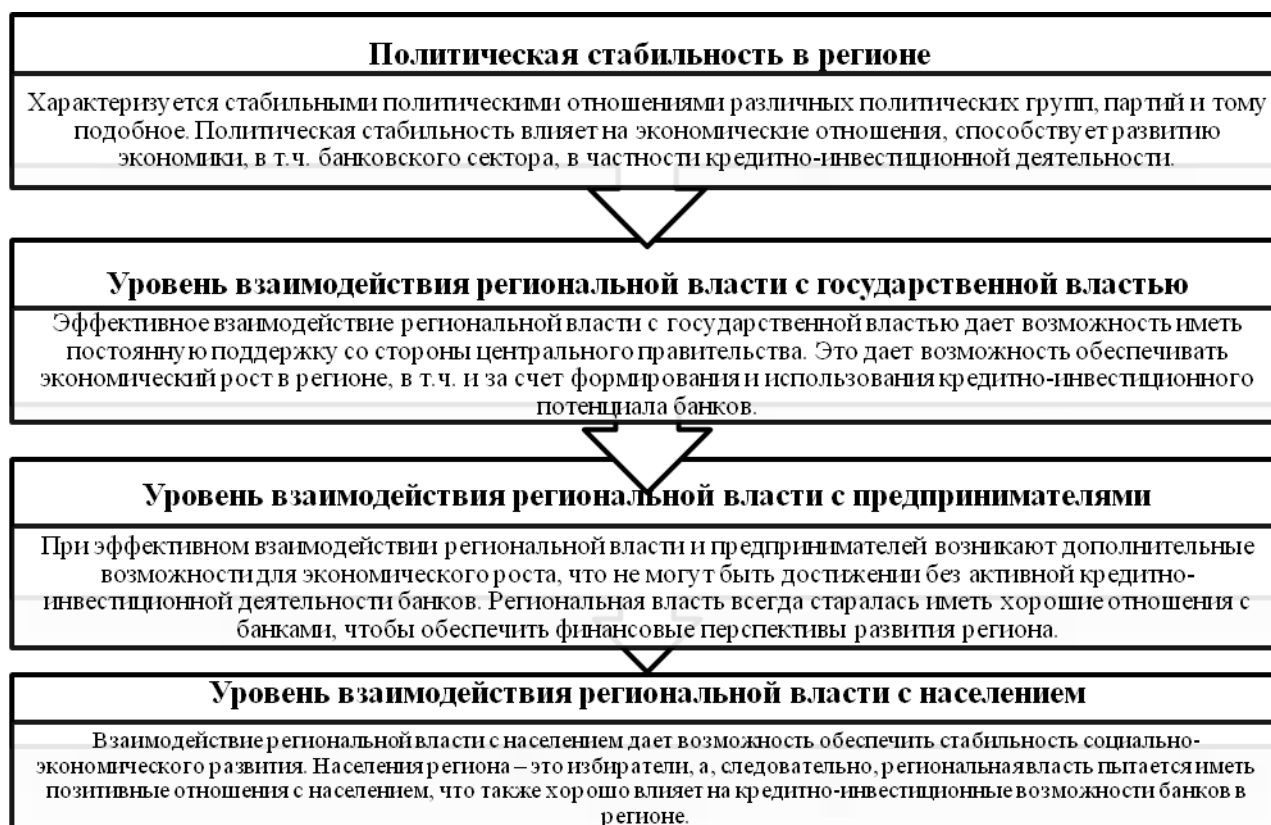 Политическая стабильность в регионе
Характеризуется стабильными политическими отношениями различных политических групп, партий и тому
подобное. Политическая стабильность влияет на экономические отношения, способствует развитию
экономики, в т.ч. банковского сектора, в частности кредитно-инвестиционной деятельности.
Уровень взаимодействия региональной власти с государственной властью
Эффективное взаимодействие региональной власти с государственной властью дает возможность иметь
постоянную поддержку со стороны центрального правительства. Это дает возможность обеспечивать
экономический рост в регионе, в т.ч. и за счет формирования и использования кредитно-инвестиционного
потенциала банков.
Уровень взаимодействия региональной власти с предпринимателями
При эффективном взаимодействии региональной власти и предпринимателей возникают дополнительные
возможности для экономического роста, что не могут быть достижении без активной кредитно-
инвестиционной деятельности банков. Региональная власть всегда старалась иметь хорошие отношения с
банками, чтобы обеспечить финансовые перспективы развития региона.
Уровень взаимодействия региональной власти с населением
Взаимодействие региональной власти с населением дает возможность обеспечить стабильность социально-
экономического развития. Населения региона – это избиратели, а, следовательно, региональная власть пытается иметь
позитивные отношения с населением, что также хорошо влияет на кредитно-инвестиционные возможности банков в
регионе.